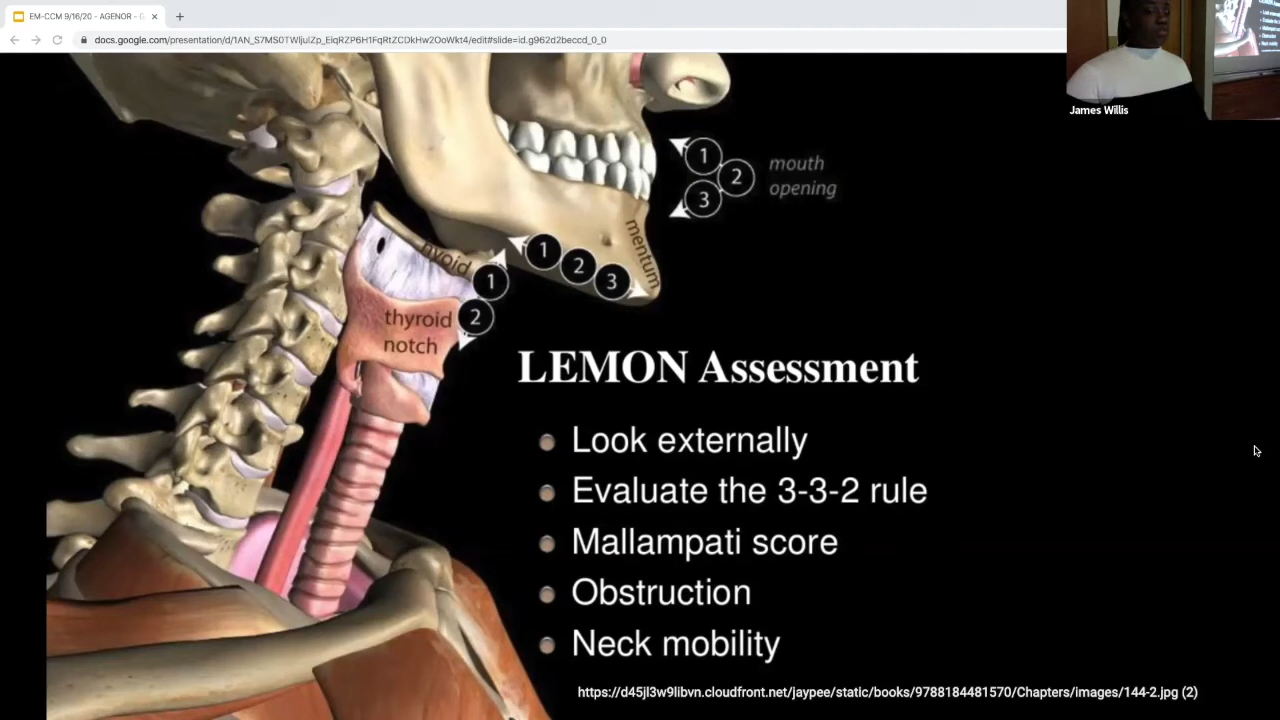 EM-CCM 9/16/20 - AGENOR - G
docs.google.com/presentation/d/1AN_S7MS0TWljulZp_EiqRZP6H1FqRtZCDkHw2OoWkt4/edit#slide=id.g962d2beccd_0_0
James Willis
1
2
3
mouth
opening
mentum
1
2
3
hyoid
1
2
thyroid
notch
LEMON Assessment
Look externally
Evaluate the 3-3-2 rule
Mallampati score
Obstruction
Neck mobility
https://d45jl3w9libvn.cloudfront.net/jaypee/static/books/9788184481570/Chapters/images/144-2.jpg (2)